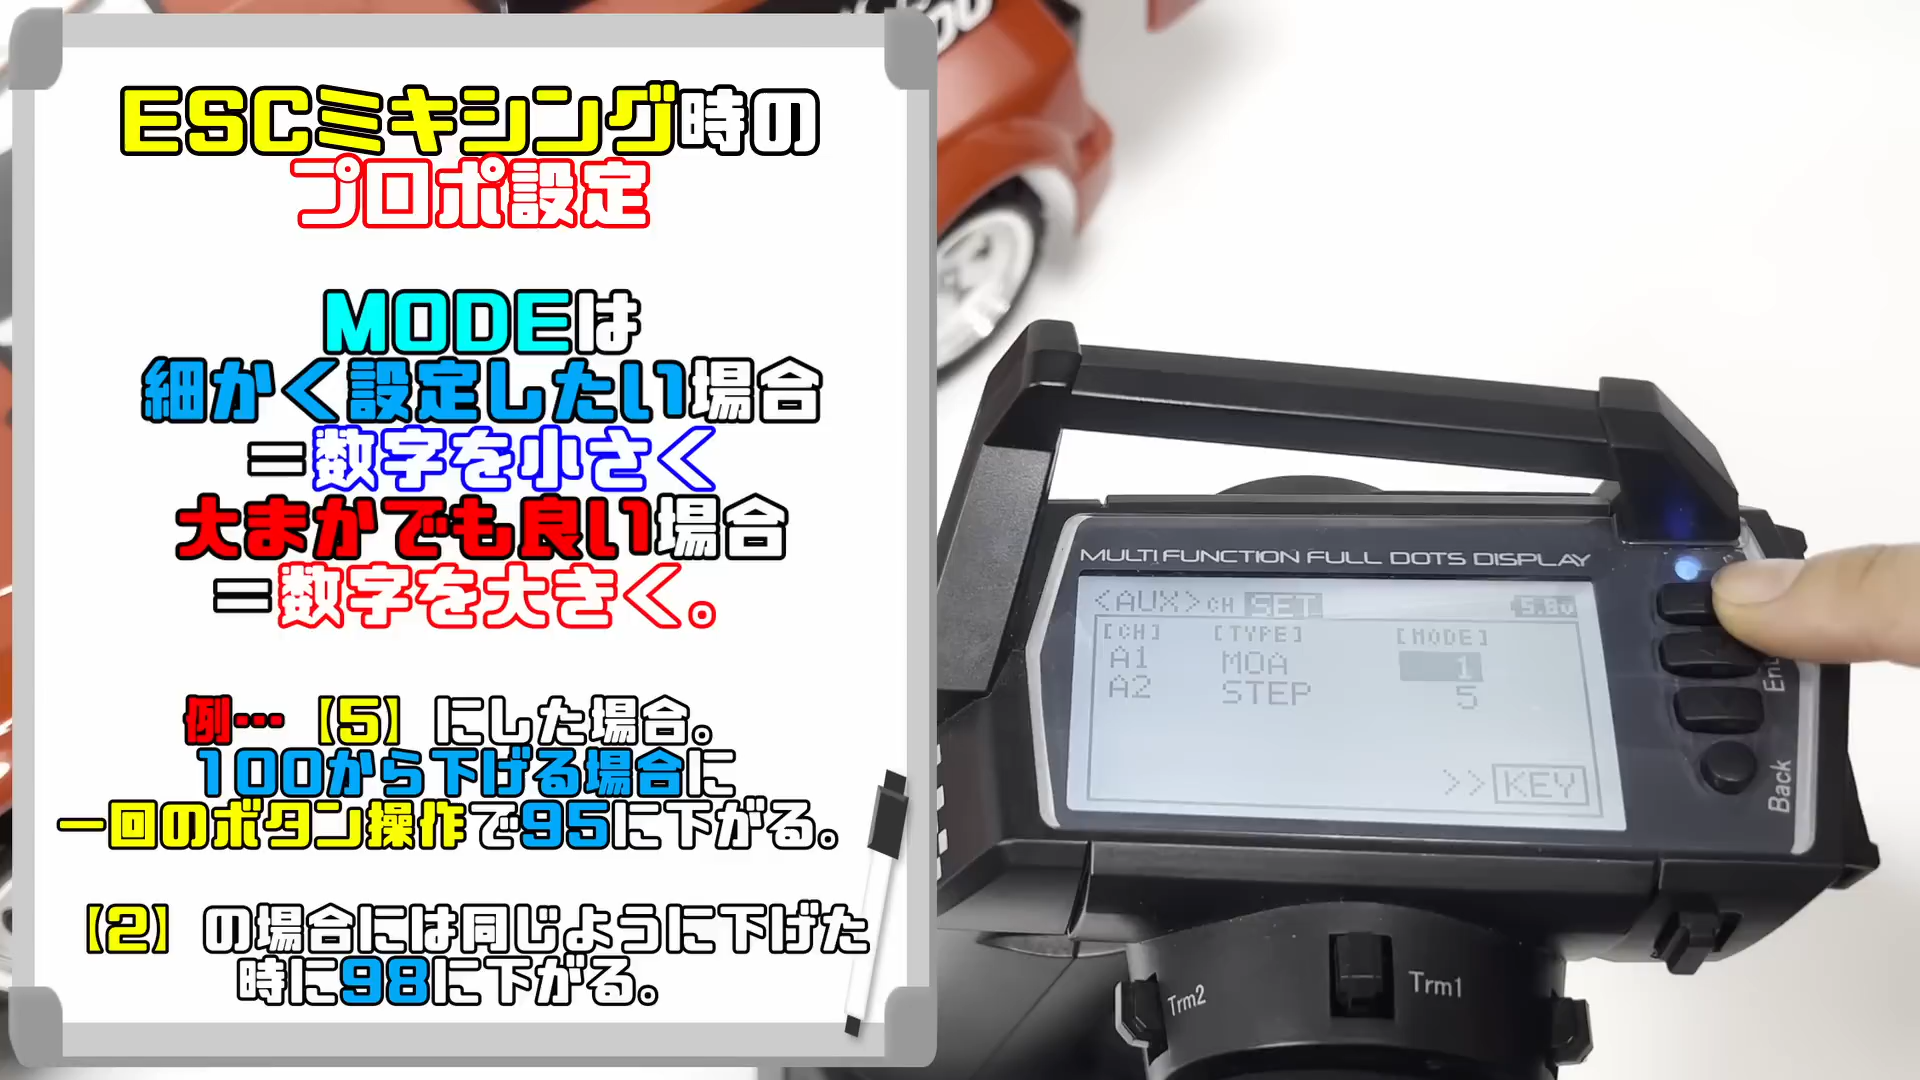 ESCミキシング時の
プロポ設定
MODEは
細かく設定したい場合
＝数字を小さく
大まかでも良い場合
＝数字を大きく。
例…【5】にした場合。
100から下げる場合に
一回のボタン操作で95に下がる。
【2】の場合には同じように下げた
時に98に下がる。
MULTI FUNCTION FULL DOTS DISPLAY
<AUX> CH SET 5.8v
[CH] [TYPE] [MODE]
A1 MOA 1
A2 STEP 5
>>KEY
Back
Trm2
Trm1